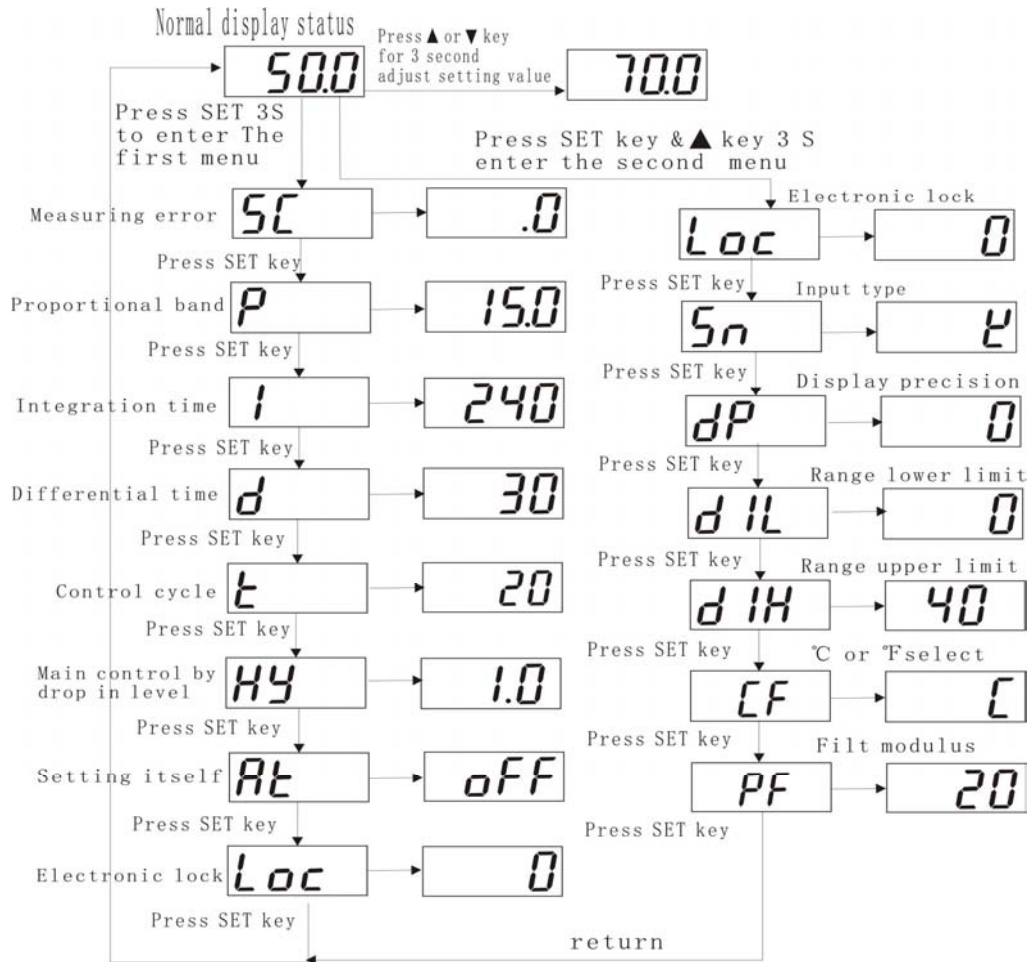 Normal display status
50.0
Press ▲ or ▼ key
for 3 second
adjust setting value
70.0
Press SET 3S
to enter The
first menu
Press SET key & ▲ key 3 S
enter the second menu
Measuring error
SC
.0
Press SET key
Proportional band
P
15.0
Press SET key
Integration time
I
240
Press SET key
Differential time
d
30
Press SET key
Control cycle
t
20
Press SET key
Main control by
drop in level
HY
1.0
Press SET key
Setting itself
At
oFF
Press SET key
Electronic lock
Loc
0
Press SET key
Electronic lock
Loc
0
Press SET key
Input type
Sn
Press SET key
Display precision
dP
0
Press SET key
Range lower limit
dIL
0
Press SET key
Range upper limit
dIH
40
Press SET key
℃ or ℉select
CF
C
Press SET key
Filt modulus
PF
20
Press SET key
return